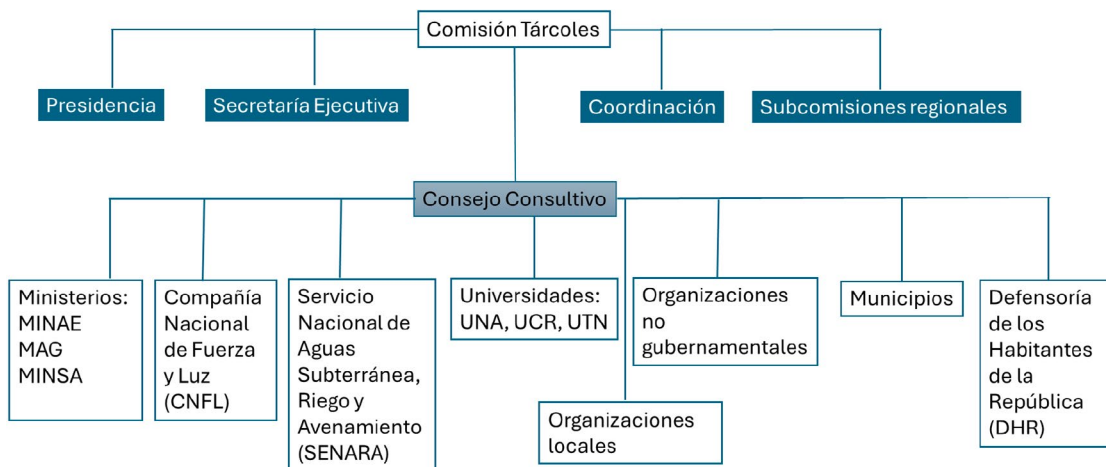 Comisión Tárcoles
Presidencia
Secretaría Ejecutiva
Coordinación
Subcomisiones regionales
Consejo Consultivo
Ministerios:
MINAE
MAG
MINSA
Compañía
Nacional
de Fuerza
y Luz
(CNFL)
Servicio
Nacional de
Aguas
Subterránea,
Riego y
Avenamiento
(SENARA)
Universidades:
UNA, UCR, UTN
Organizaciones
locales
Organizaciones
no
gubernamentales
Municipios
Defensoría
de los
Habitantes
de la
República
(DHR)